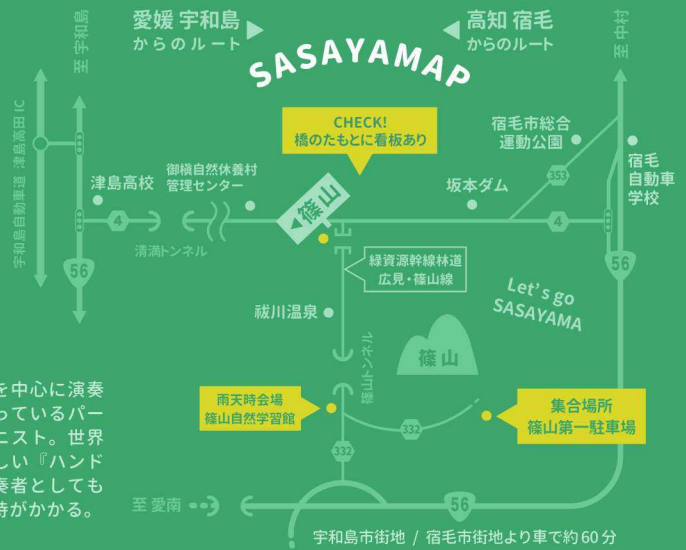 愛媛 宇和島
からのルート
高知 宿毛
からのルート
至 宇和島
至 中村
SASAYAMAP
CHECK!
橋のたもとに看板あり
宿毛市総合
運動公園
353
宿毛
自動車
学校
宇和島自動車道 津島高田IC
津島高校
御槇自然休養村
管理センター
篠山
坂本ダム
4
4
清満トンネル
56
56
緑資源幹線林道
広見・篠山線
Let's go
SASAYAMA
祓川温泉
篠山トンネル
篠山
雨天時会場
篠山自然学習館
集合場所
篠山第一駐車場
332
332
を中心に演奏
っているパー
ニスト。世界
しい『ハンド
奏者としても
時がかかる。
至 愛南
56
宇和島市街地 / 宿毛市街地より車で約60分